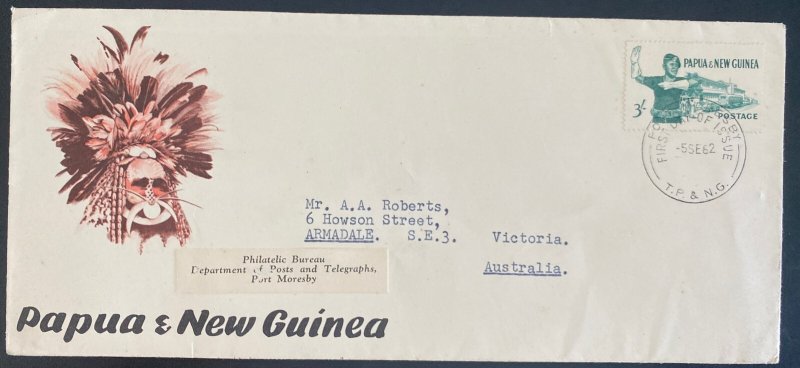 PAPUA & NEW GUINEA
3/-
POSTAGE
FIRST DAY OF ISSUE
-5SE62
T.P. & N.G.
Mr. A.A. Roberts,
6 Howson Street,
ARMADALE. S.E.3. Victoria.
Australia.
Philatelic Bureau
Department of Posts and Telegraphs,
Port Moresby
Papua & New Guinea